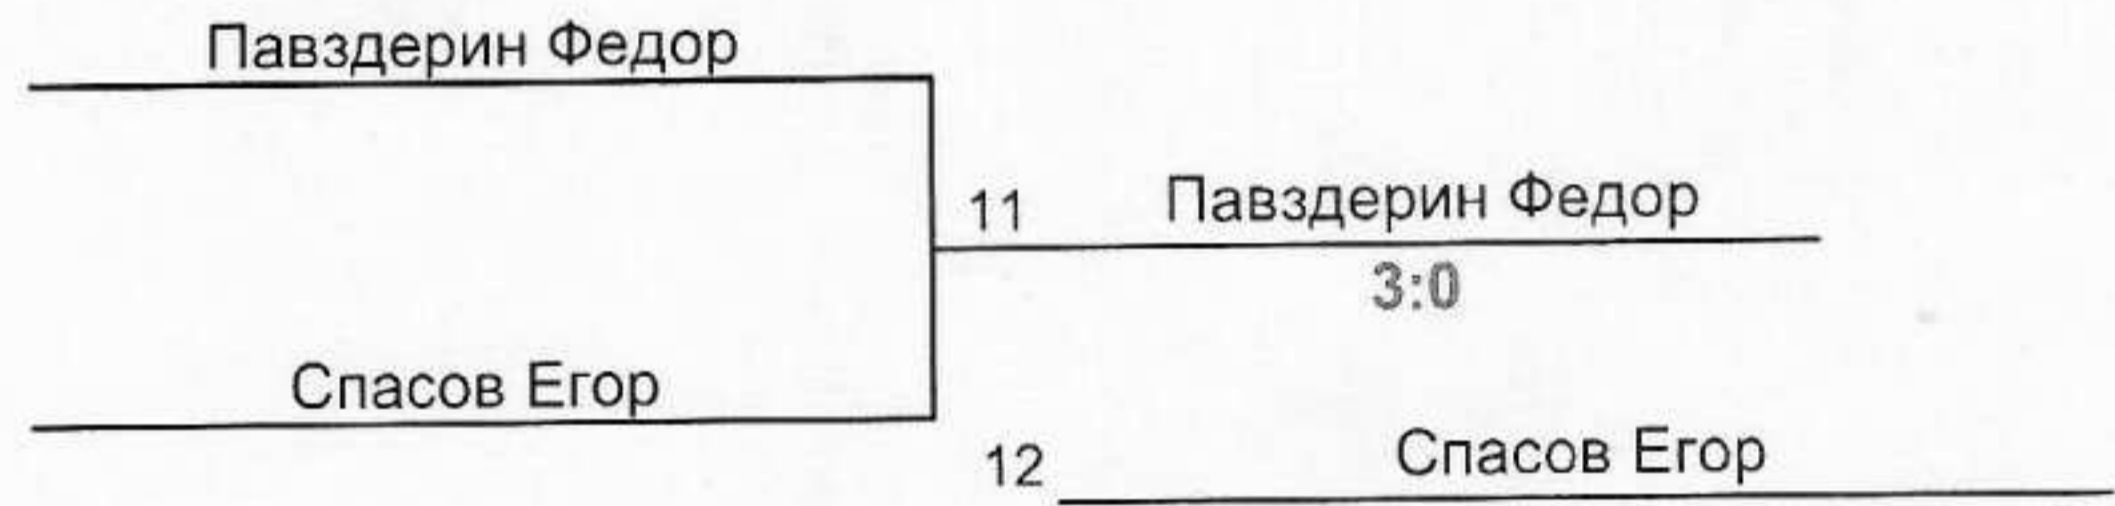 Павздерин Федор
11 Павздерин Федор
3:0
Спасов Егор
12 Спасов Егор